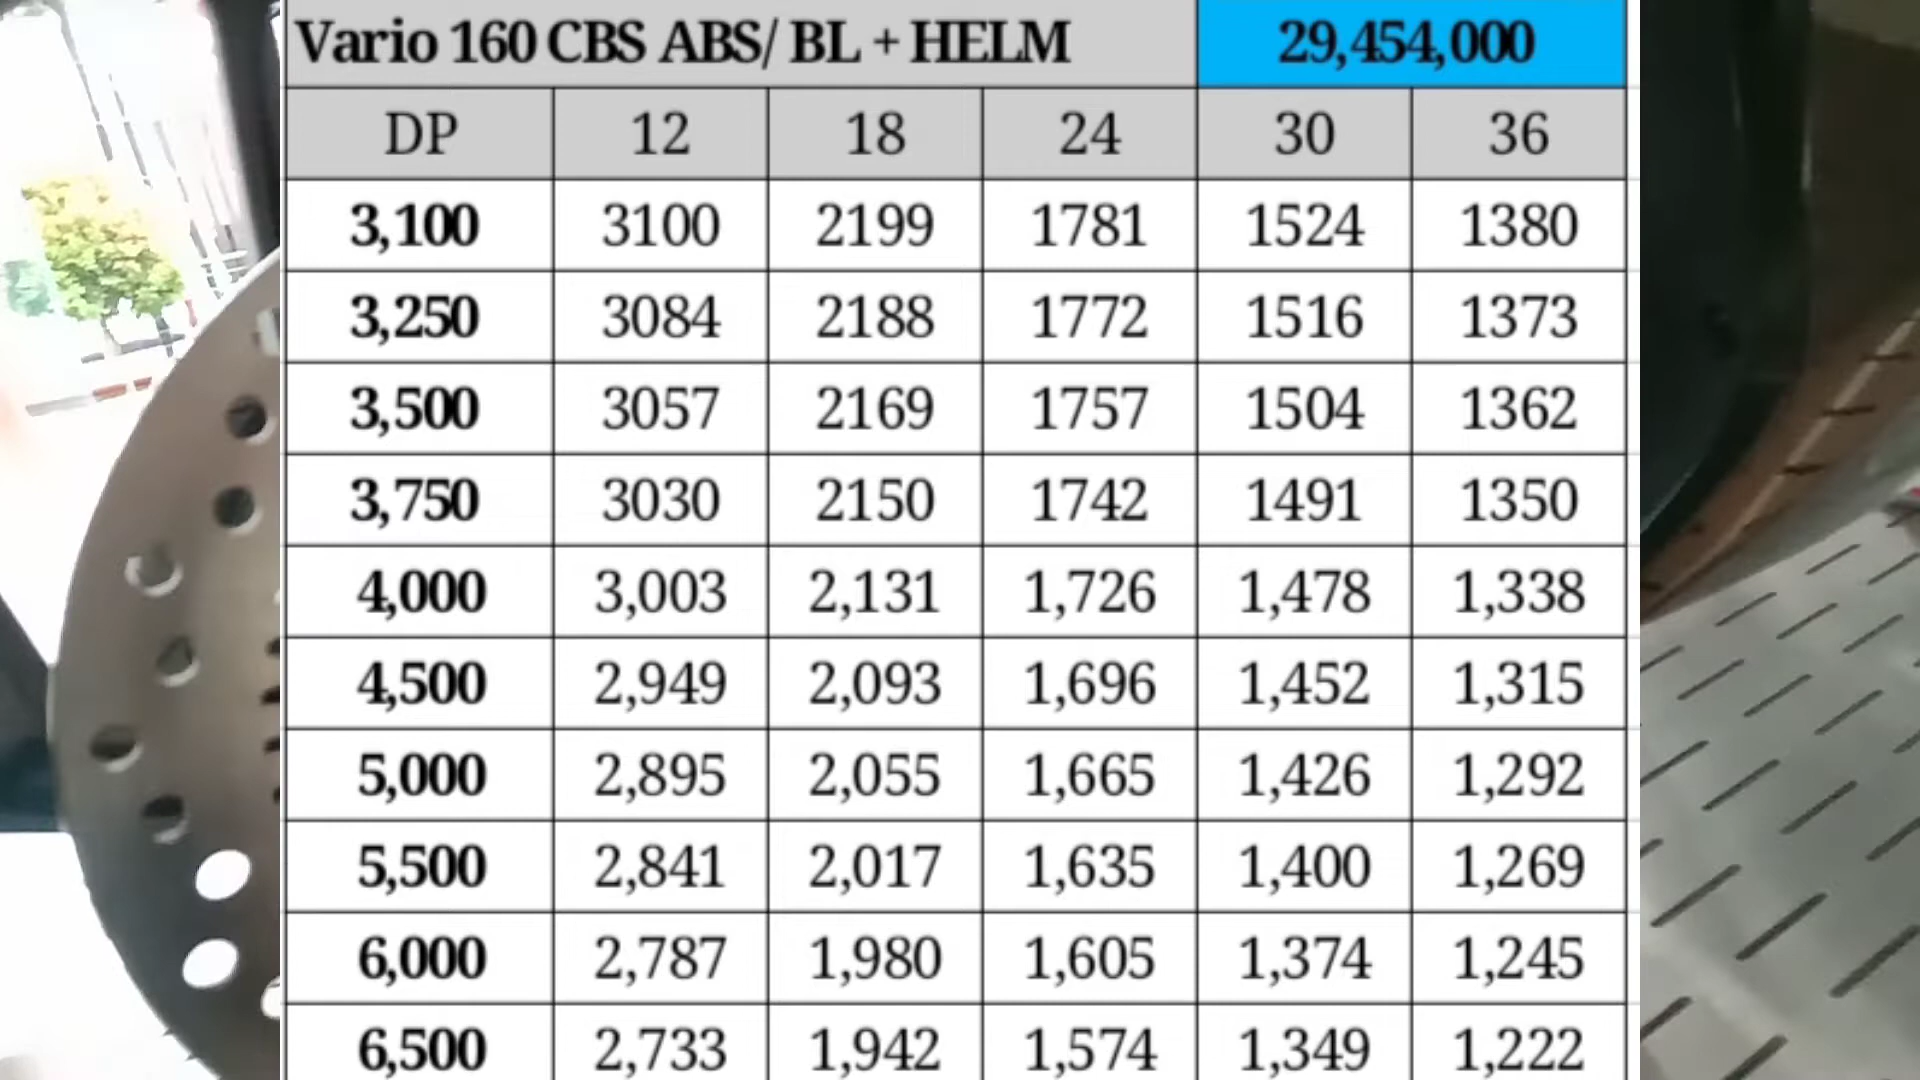 Vario 160 CBS ABS/ BL + HELM 29,454,000
DP 12 18 24 30 36
3,100 3100 2199 1781 1524 1380
3,250 3084 2188 1772 1516 1373
3,500 3057 2169 1757 1504 1362
3,750 3030 2150 1742 1491 1350
4,000 3,003 2,131 1,726 1,478 1,338
4,500 2,949 2,093 1,696 1,452 1,315
5,000 2,895 2,055 1,665 1,426 1,292
5,500 2,841 2,017 1,635 1,400 1,269
6,000 2,787 1,980 1,605 1,374 1,245
6,500 2,733 1,942 1,574 1,349 1,222